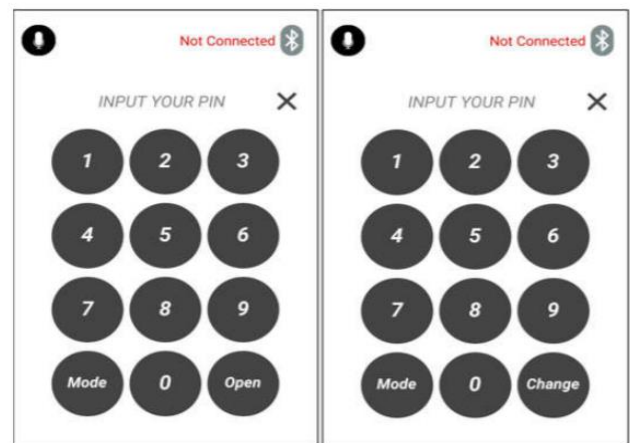 Not Connected
INPUT YOUR PIN
1 2 3
4 5 6
7 8 9
Mode 0 Open
Not Connected
INPUT YOUR PIN
1 2 3
4 5 6
7 8 9
Mode 0 Change